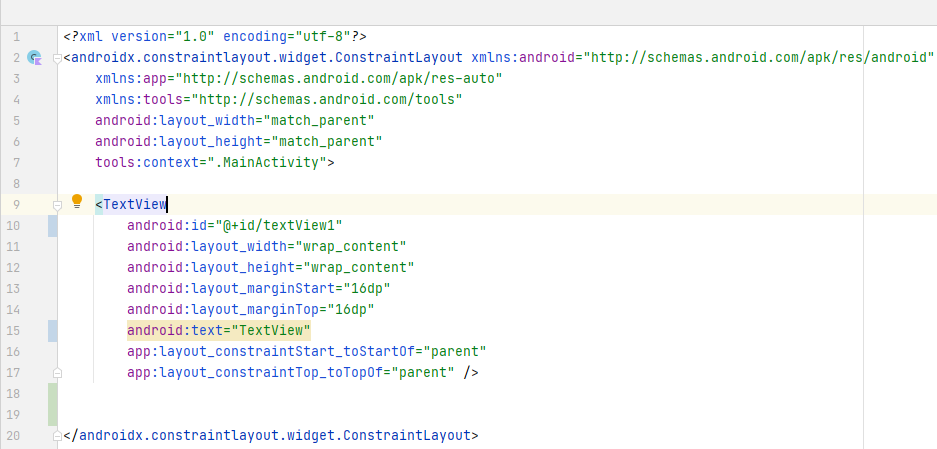 1 <?xml version="1.0" encoding="utf-8"?>
2 <androidx.constraintlayout.widget.ConstraintLayout xmlns:android="http://schemas.android.com/apk/res/android"
3 xmlns:app="http://schemas.android.com/apk/res-auto"
4 xmlns:tools="http://schemas.android.com/tools"
5 android:layout_width="match_parent"
6 android:layout_height="match_parent"
7 tools:context=".MainActivity">
8
9 <TextView
10 android:id="@+id/textView1"
11 android:layout_width="wrap_content"
12 android:layout_height="wrap_content"
13 android:layout_marginStart="16dp"
14 android:layout_marginTop="16dp"
15 android:text="TextView"
16 app:layout_constraintStart_toStartOf="parent"
17 app:layout_constraintTop_toTopOf="parent" />
18
19
20 </androidx.constraintlayout.widget.ConstraintLayout>